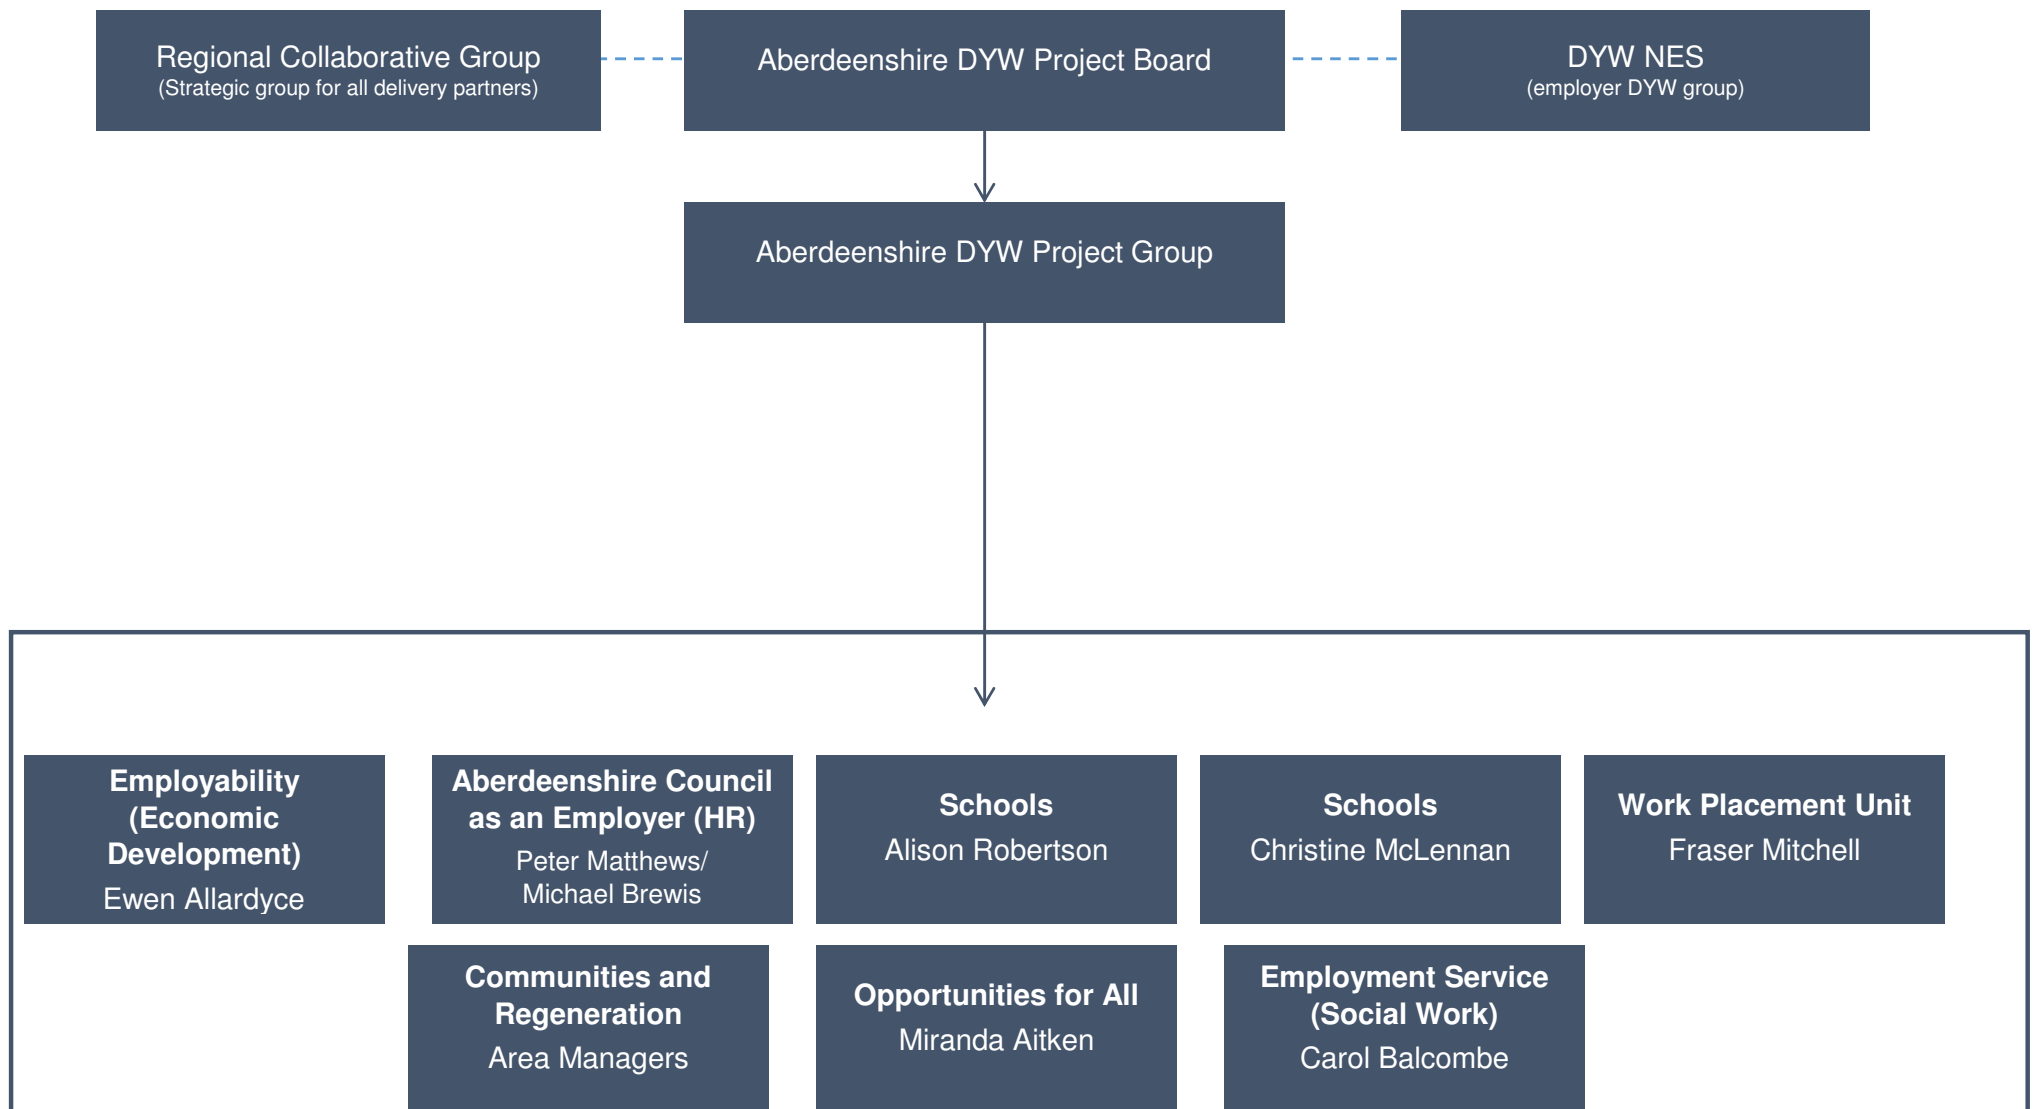 Regional Collaborative Group
(Strategic group for all delivery partners)
Aberdeenshire DYW Project Board
DYW NES
(employer DYW group)
Aberdeenshire DYW Project Group
Employability
(Economic
Development)
Ewen Allardyce
Aberdeenshire Council
as an Employer (HR)
Peter Matthews/
Michael Brewis
Schools
Alison Robertson
Schools
Christine McLennan
Work Placement Unit
Fraser Mitchell
Communities and
Regeneration
Area Managers
Opportunities for All
Miranda Aitken
Employment Service
(Social Work)
Carol Balcombe